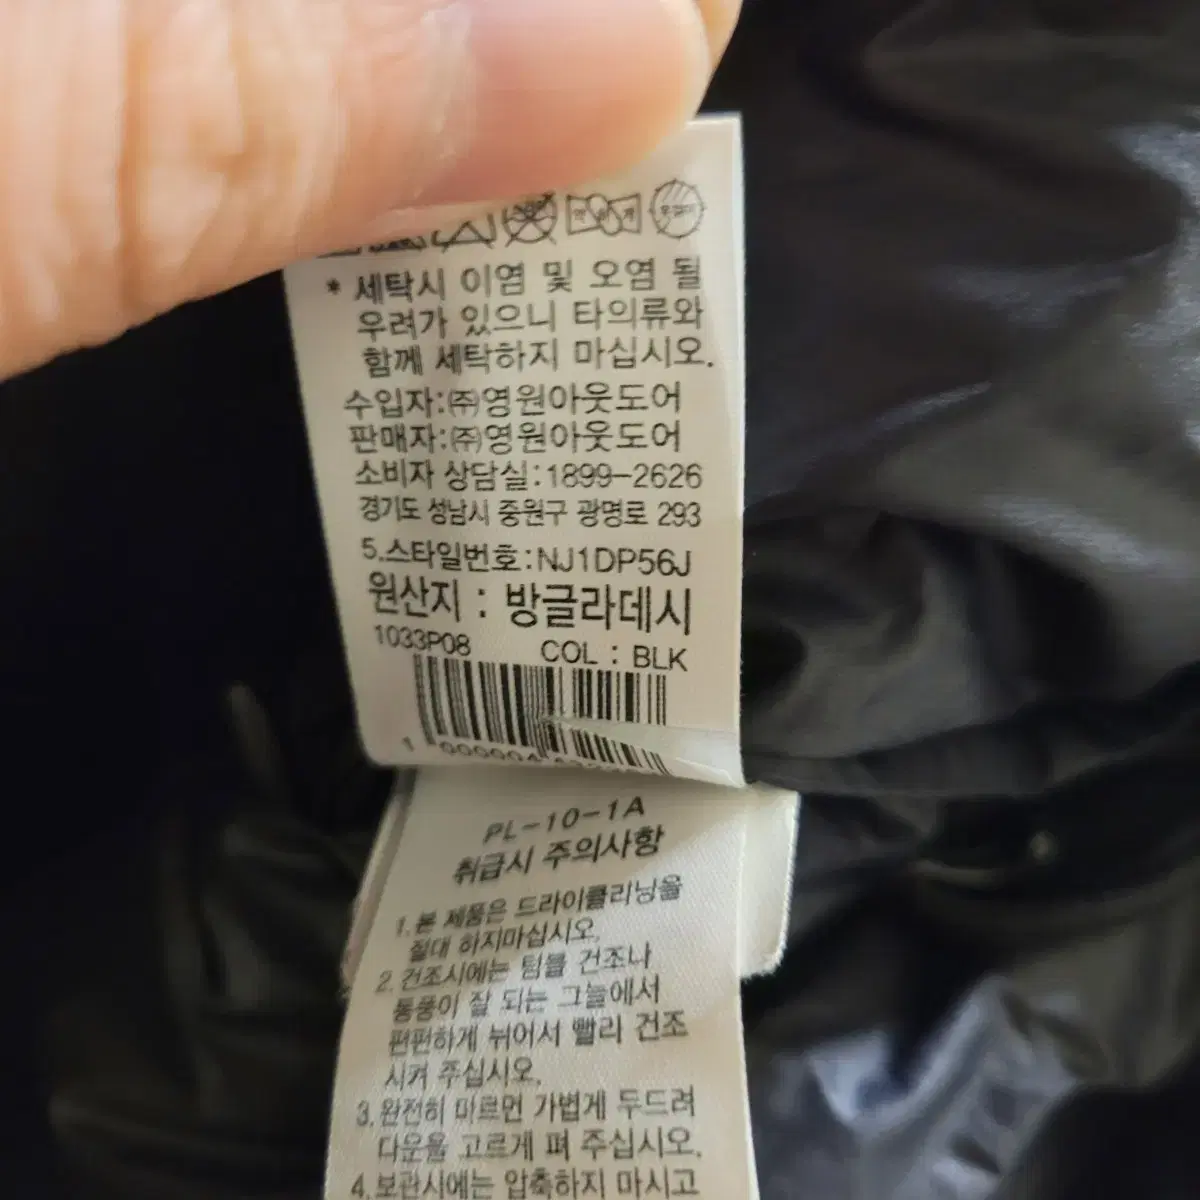 * 세탁시 이염 및 오염 될
우려가 있으니 타의류와
함께 세탁하지 마십시오.
수입자:㈜영원아웃도어
판매자:㈜영원아웃도어
소비자 상담실:1899-2626
경기도 성남시 중원구 광명로 293
5.스타일번호:NJ1DP56J
원산지 : 방글라데시
1033P08 COL : BLK
PL-10-1A
취급시 주의사항
1.본 제품은 드라이클리닝을
절대 하지마십시오.
2.건조시에는 텀블 건조나
통풍이 잘 되는 그늘에서
편편하게 뉘어서 빨리 건조
시켜 주십시오.
3.완전히 마르면 가볍게 두드려
다운을 고르게 펴 주십시오.
4.보관시에는 압축하지 마시고